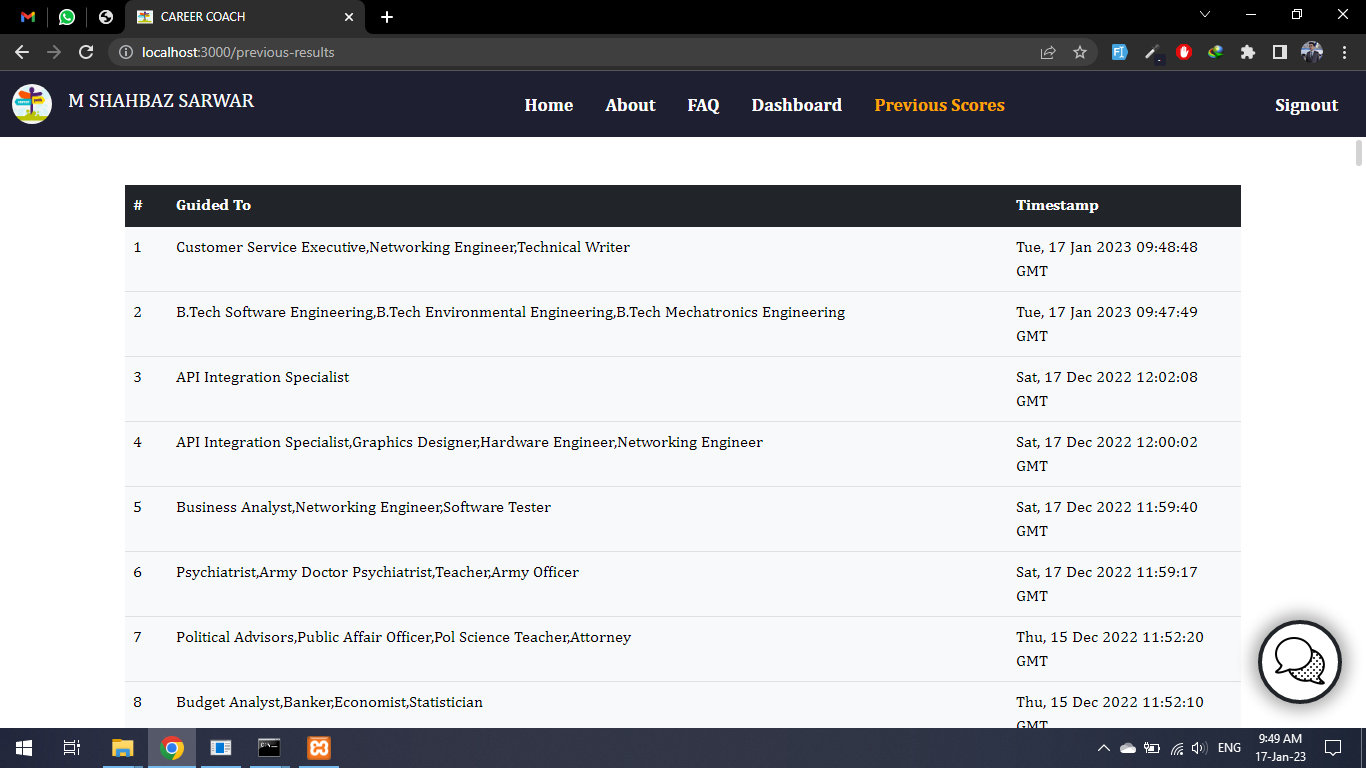 CAREER COACH
localhost:3000/previous-results
M SHAHBAZ SARWAR
Home About FAQ Dashboard Previous Scores Signout
# Guided To Timestamp
1 Customer Service Executive,Networking Engineer,Technical Writer Tue, 17 Jan 2023 09:48:48
GMT
2 B.Tech Software Engineering,B.Tech Environmental Engineering,B.Tech Mechatronics Engineering Tue, 17 Jan 2023 09:47:49
GMT
3 API Integration Specialist Sat, 17 Dec 2022 12:02:08
GMT
4 API Integration Specialist,Graphics Designer,Hardware Engineer,Networking Engineer Sat, 17 Dec 2022 12:00:02
GMT
5 Business Analyst,Networking Engineer,Software Tester Sat, 17 Dec 2022 11:59:40
GMT
6 Psychiatrist,Army Doctor Psychiatrist,Teacher,Army Officer Sat, 17 Dec 2022 11:59:17
GMT
7 Political Advisors,Public Affair Officer,Pol Science Teacher,Attorney Thu, 15 Dec 2022 11:52:20
GMT
8 Budget Analyst,Banker,Economist,Statistician Thu, 15 Dec 2022 11:52:10
GMT
ENG
9:49 AM
17-Jan-23